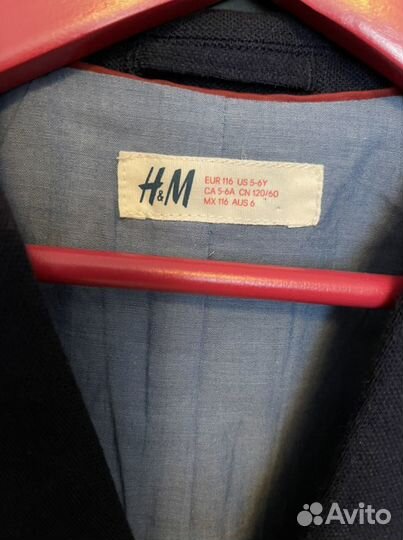 H&M
EUR 116 US 5-6Y
CA 5-6A CN 120/60
MX 116 AUS 6
Avito